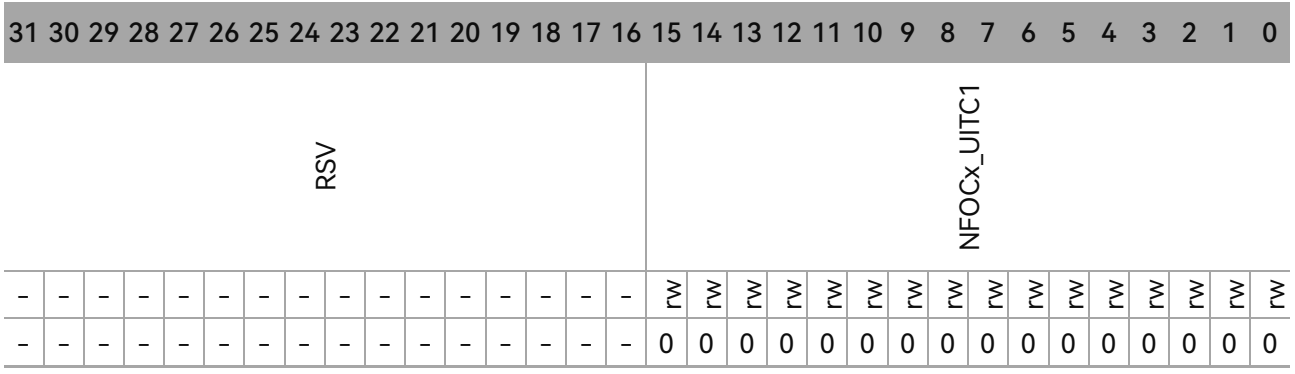 31 30 29 28 27 26 25 24 23 22 21 20 19 18 17 16 15 14 13 12 11 10 9 8 7 6 5 4 3 2 1 0
RSV NFOCx_UITC1
– – – – – – – – – – – – – – – – rw rw rw rw rw rw rw rw rw rw rw rw rw rw rw rw
– – – – – – – – – – – – – – – – 0 0 0 0 0 0 0 0 0 0 0 0 0 0 0 0